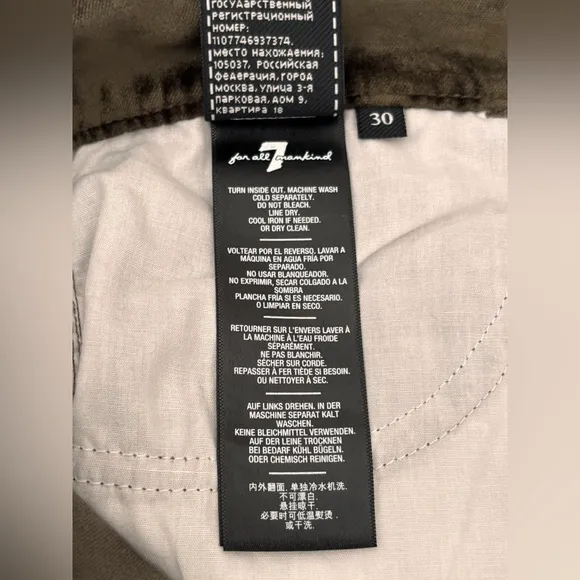 государственный
регистрационный
номер:
1107746937374.
место нахождения:
105037, российская
федерация, город
москва, улица 3-я
парковая, дом 9,
квартира 18
30
7
for all mankind
TURN INSIDE OUT. MACHINE WASH
COLD SEPARATELY.
DO NOT BLEACH.
LINE DRY.
COOL IRON IF NEEDED.
OR DRY CLEAN.
VOLTEAR POR EL REVERSO. LAVAR A
MÁQUINA EN AGUA FRÍA POR
SEPARADO.
NO USAR BLANQUEADOR.
NO EXPRIMIR, SECAR COLGADO A LA
SOMBRA
PLANCHA FRÍA SI ES NECESARIO.
O LIMPIAR EN SECO.
RETOURNER SUR L'ENVERS LAVER À
LA MACHINE À L'EAU FROIDE
SÉPARÉMENT.
NE PAS BLANCHIR.
SÉCHER SUR CORDE.
REPASSER À FER TIÈDE SI BESOIN.
OU NETTOYER À SEC.
AUF LINKS DREHEN. IN DER
MASCHINE SEPARAT KALT
WASCHEN.
KEINE BLEICHMITTEL VERWENDEN.
AUF DER LEINE TROCKNEN
BEI BEDARF KÜHL BÜGELN.
ODER CHEMISCH REINIGEN.
内外翻面. 单独冷水机洗.
不可漂白.
悬挂晾干.
必要时可低温熨烫.
或干洗.